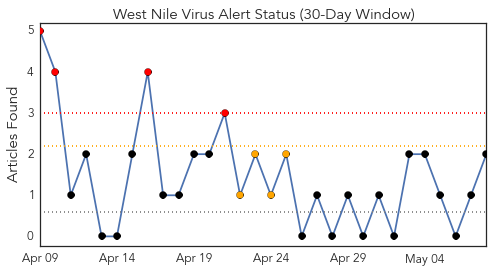 West Nile Virus Alert Status (30-Day Window)
Articles Found
5
4
3
2
1
0
Apr 09
Apr 14
Apr 19
Apr 24
Apr 29
May 04